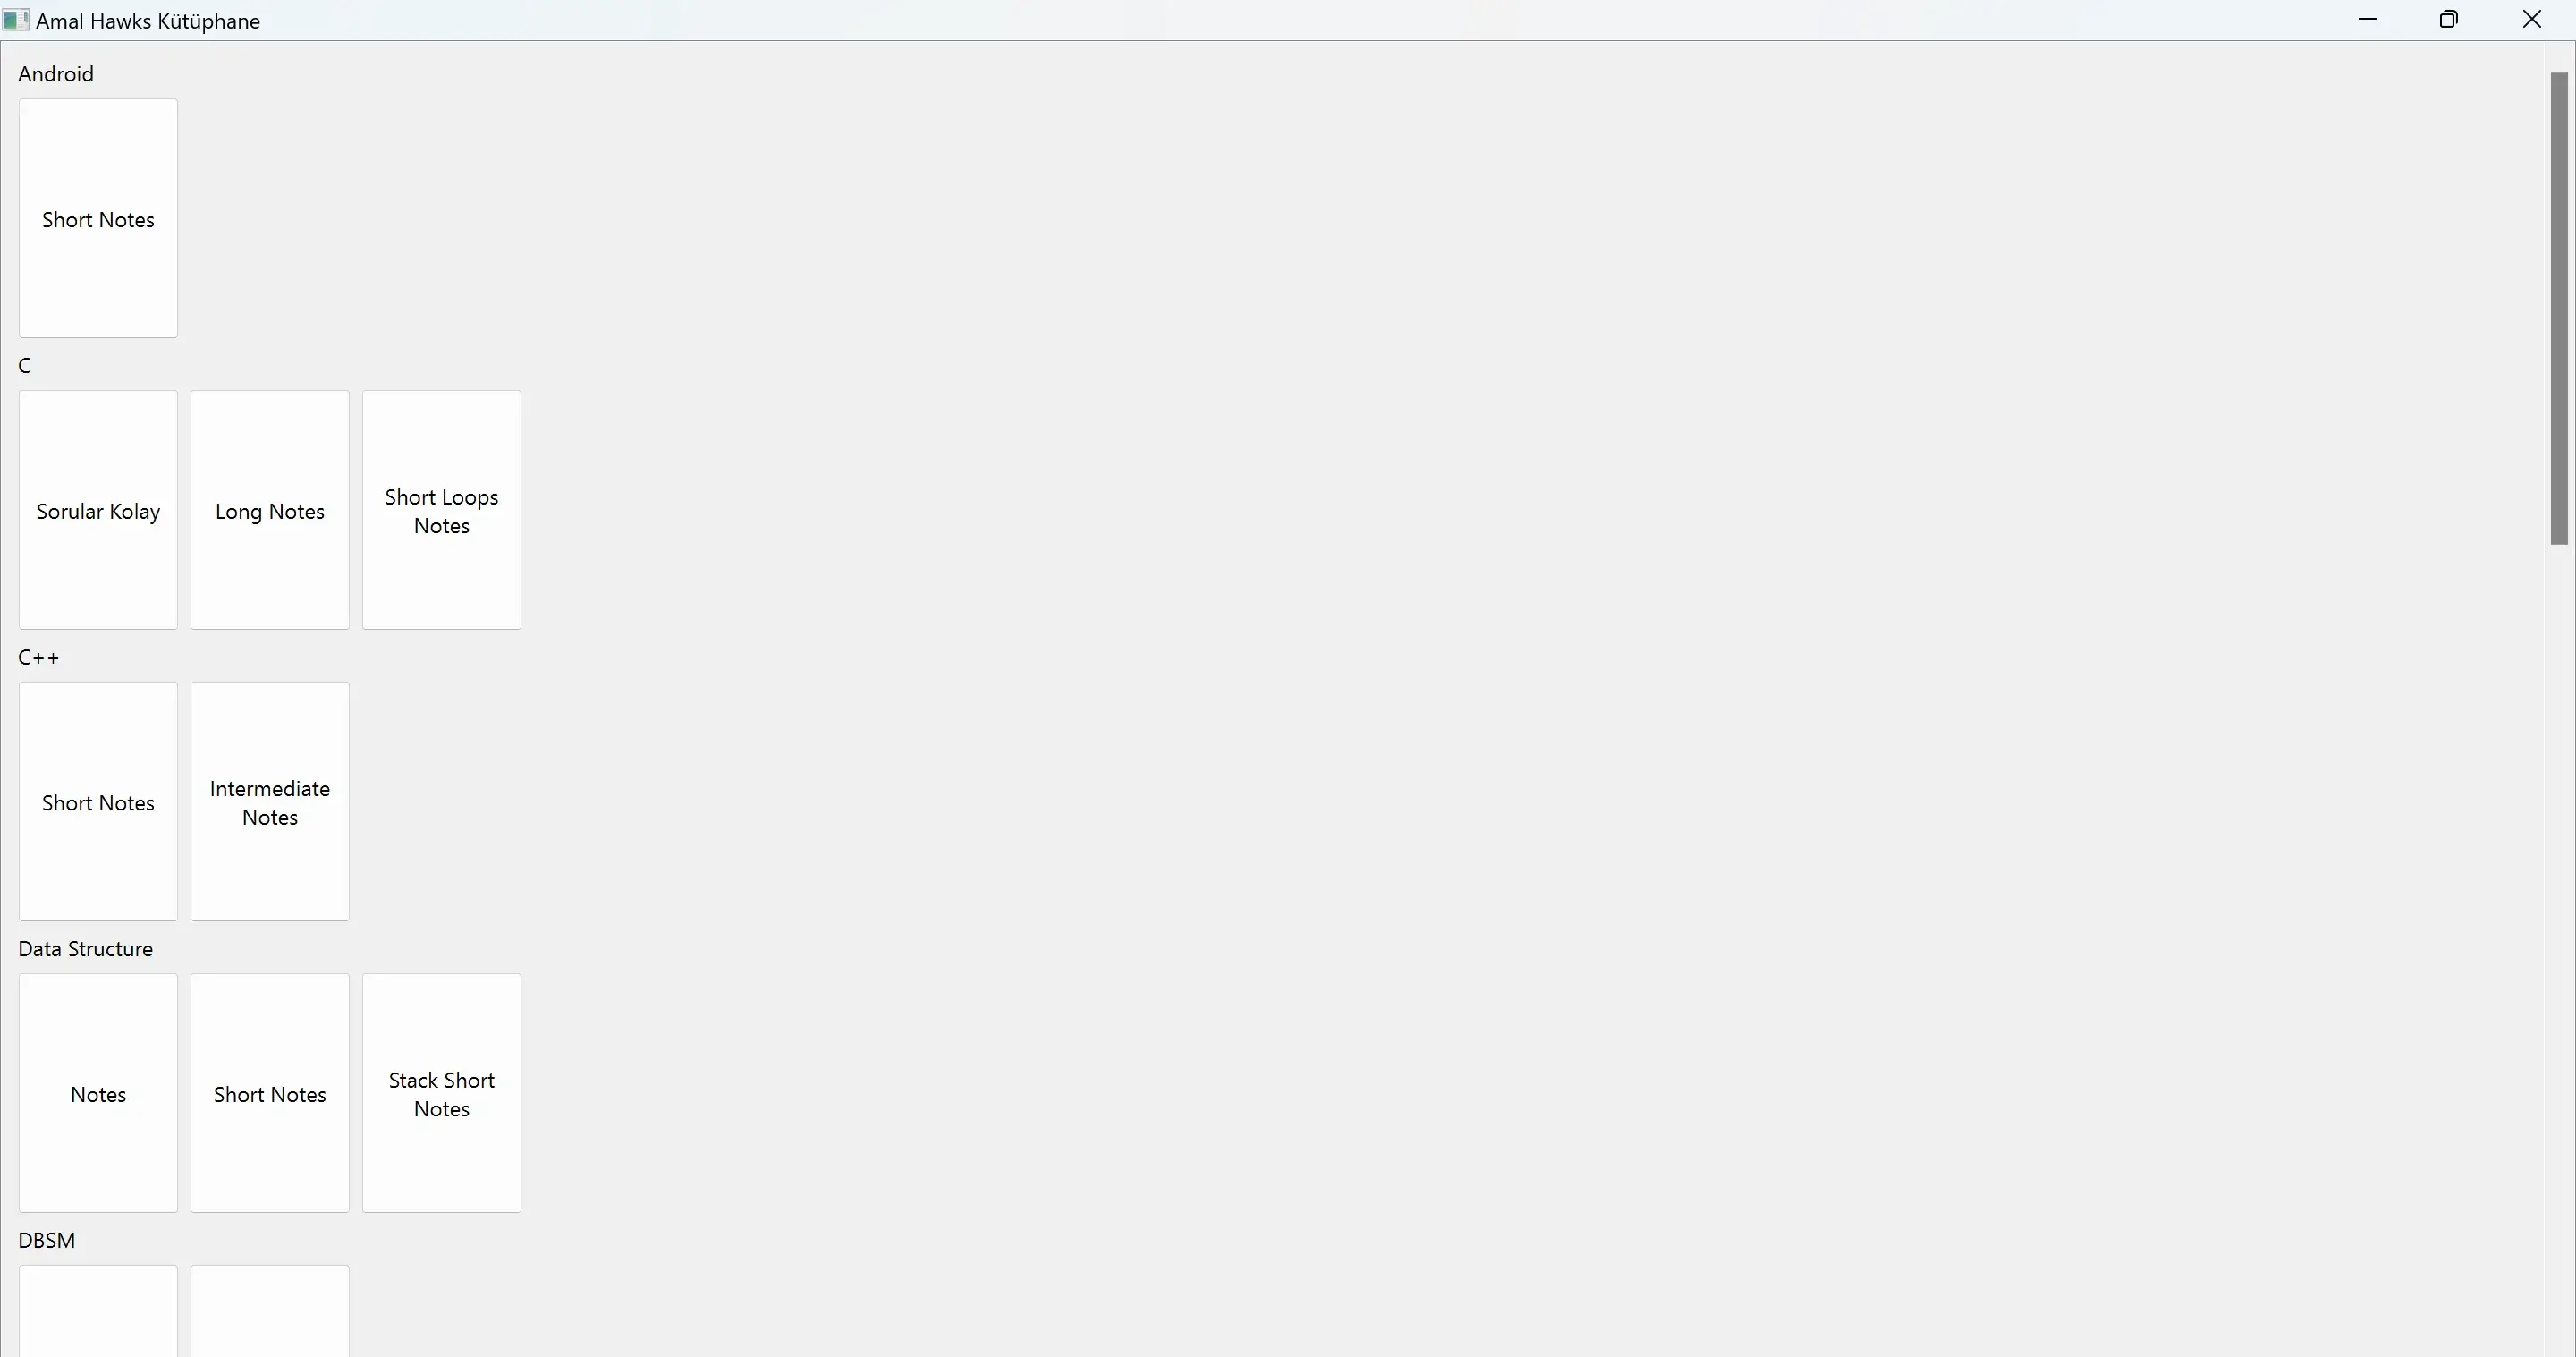 Amal Hawks Kütüphane
Android
Short Notes
C
Sorular Kolay
Long Notes
Short Loops
Notes
C++
Short Notes
Intermediate
Notes
Data Structure
Notes
Short Notes
Stack Short
Notes
DBSM